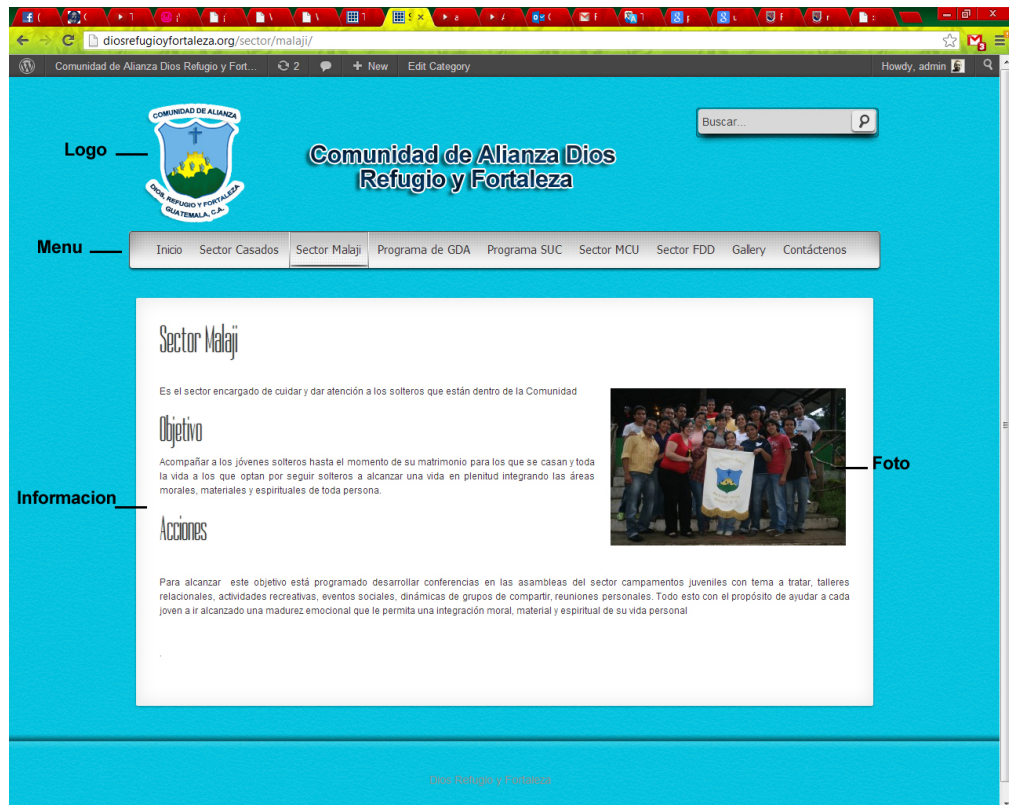 diosrefugioyfortaleza.org/sector/malaji/
Comunidad de Alianza Dios Refugio y Fort... 2 + New Edit Category Howdy, admin
COMUNIDAD DE ALIANZA
DIOS, REFUGIO Y FORTALEZA
GUATEMALA, C.A.
Logo
Comunidad de Alianza Dios
Refugio y Fortaleza
Buscar...
Menu
Inicio Sector Casados Sector Malaji Programa de GDA Programa SUC Sector MCU Sector FDD Gallery Contáctenos
Sector Malaji
Es el sector encargado de cuidar y dar atención a los solteros que están dentro de la Comunidad
Objetivo
Acompañar a los jóvenes solteros hasta el momento de su matrimonio para los que se casan y toda
la vida a los que optan por seguir solteros a alcanzar una vida en plenitud integrando las áreas
morales, materiales y espirituales de toda persona.
Foto
Informacion
Acciones
Para alcanzar este objetivo está programado desarrollar conferencias en las asambleas del sector campamentos juveniles con tema a tratar, talleres
relacionales, actividades recreativas, eventos sociales, dinámicas de grupos de compartir, reuniones personales. Todo esto con el propósito de ayudar a cada
joven a ir alcanzado una madurez emocional que le permita una integración moral, material y espiritual de su vida personal
.
Dios Refugio y Fortaleza